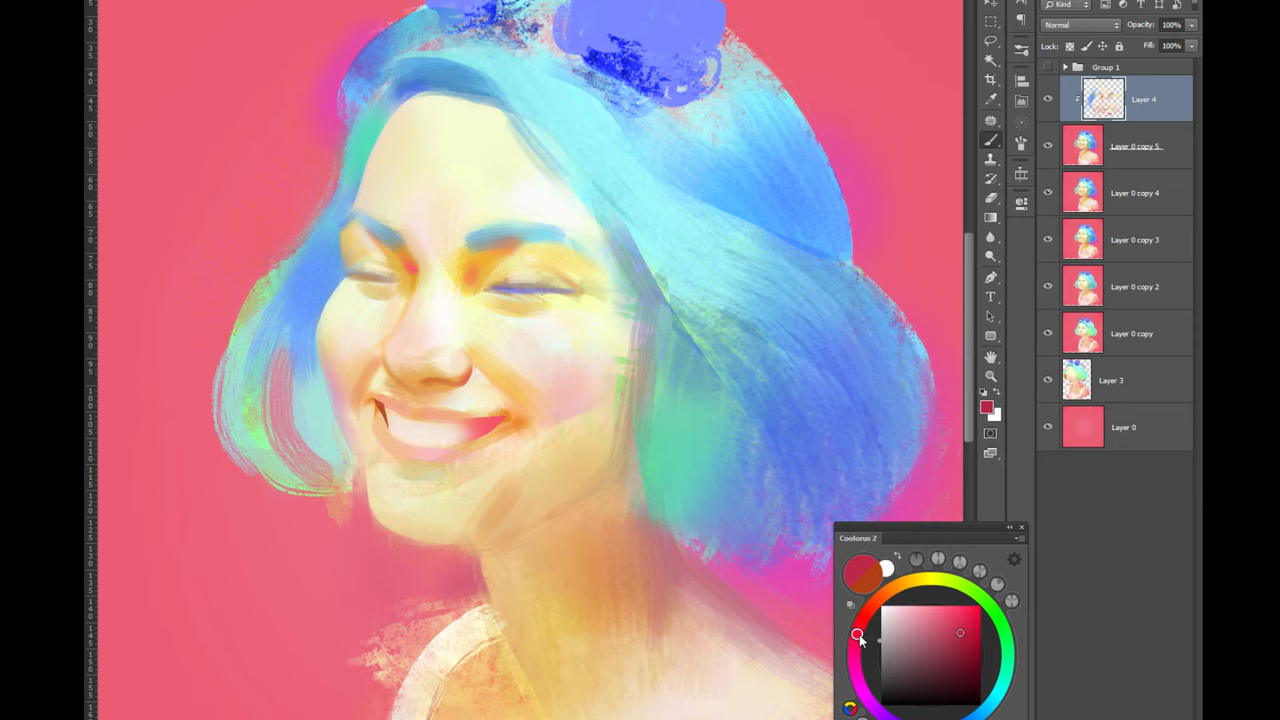 Kind
Normal
Opacity: 100%
Lock:
Fill: 100%
Group 1
Layer 4
Layer 0 copy 5
Layer 0 copy 4
Layer 0 copy 3
Layer 0 copy 2
Layer 0 copy
Layer 3
Layer 0
Coolorus 2